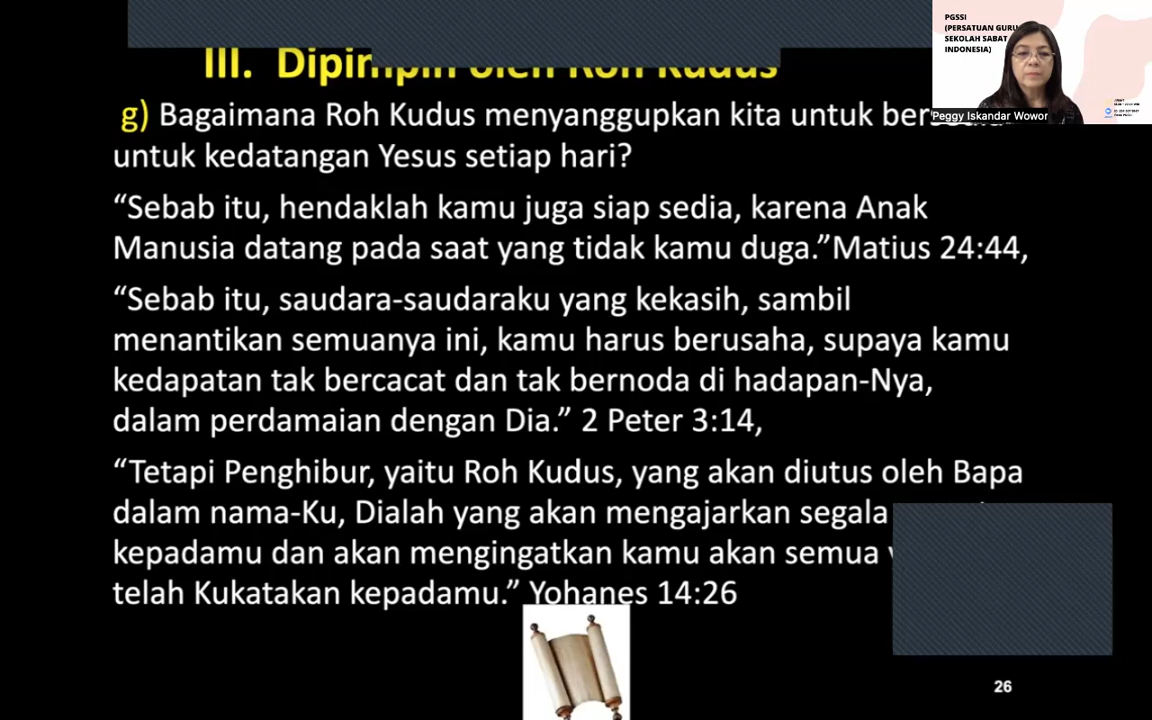 III. Dipimpin oleh Roh Kudus
PGSSI
(PERSATUAN GURU
SEKOLAH SABAT
INDONESIA)
Peggy Iskandar Wowor
g) Bagaimana Roh Kudus menyanggupkan kita untuk
untuk kedatangan Yesus setiap hari?
“Sebab itu, hendaklah kamu juga siap sedia, karena Anak
Manusia datang pada saat yang tidak kamu duga.”Matius 24:44,
“Sebab itu, saudara-saudaraku yang kekasih, sambil
menantikan semuanya ini, kamu harus berusaha, supaya kamu
kedapatan tak bercacat dan tak bernoda di hadapan-Nya,
dalam perdamaian dengan Dia.” 2 Peter 3:14,
“Tetapi Penghibur, yaitu Roh Kudus, yang akan diutus oleh Bapa
dalam nama-Ku, Dialah yang akan mengajarkan segala
kepadamu dan akan mengingatkan kamu akan semua
telah Kukatakan kepadamu.” Yohanes 14:26
26